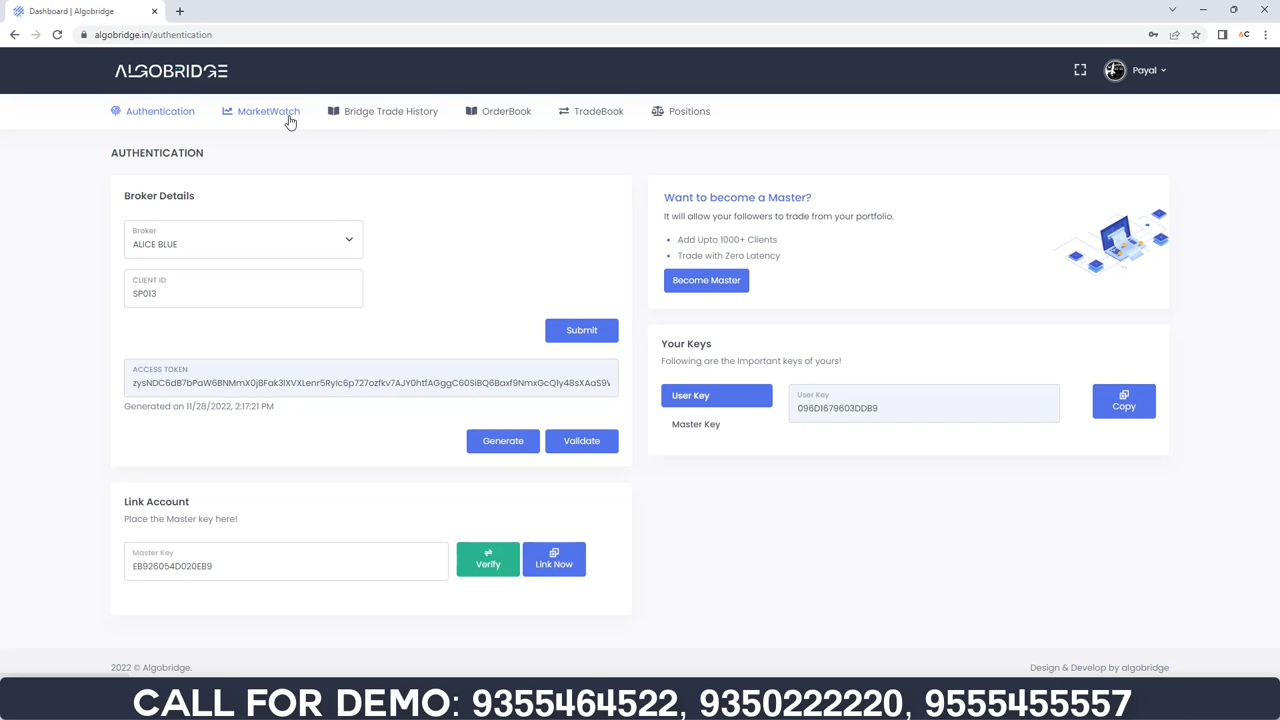 Dashboard | Algobridge
algobridge.in/authentication
ALGOBRIDGE
Payal
Authentication
MarketWatch
Bridge Trade History
OrderBook
TradeBook
Positions
AUTHENTICATION
Broker Details
Broker
ALICE BLUE
CLIENT ID
SP013
Submit
ACCESS TOKEN
Generated on 11/28/2022, 2:17:21 PM
Generate
Validate
Link Account
Place the Master key here!
Master Key
EB926054D020EB9
Verify
Link Now
Want to become a Master?
It will allow your followers to trade from your portfolio.
Add Upto 1000+ Clients
Trade with Zero Latency
Become Master
Your Keys
Following are the Important keys of yours!
User Key
Master Key
User Key
096D1679603DDB9
Copy
2022 © Algobridge.
Design & Develop by algobridge
CALL FOR DEMO: 9355464522, 9350222220, 9555455557